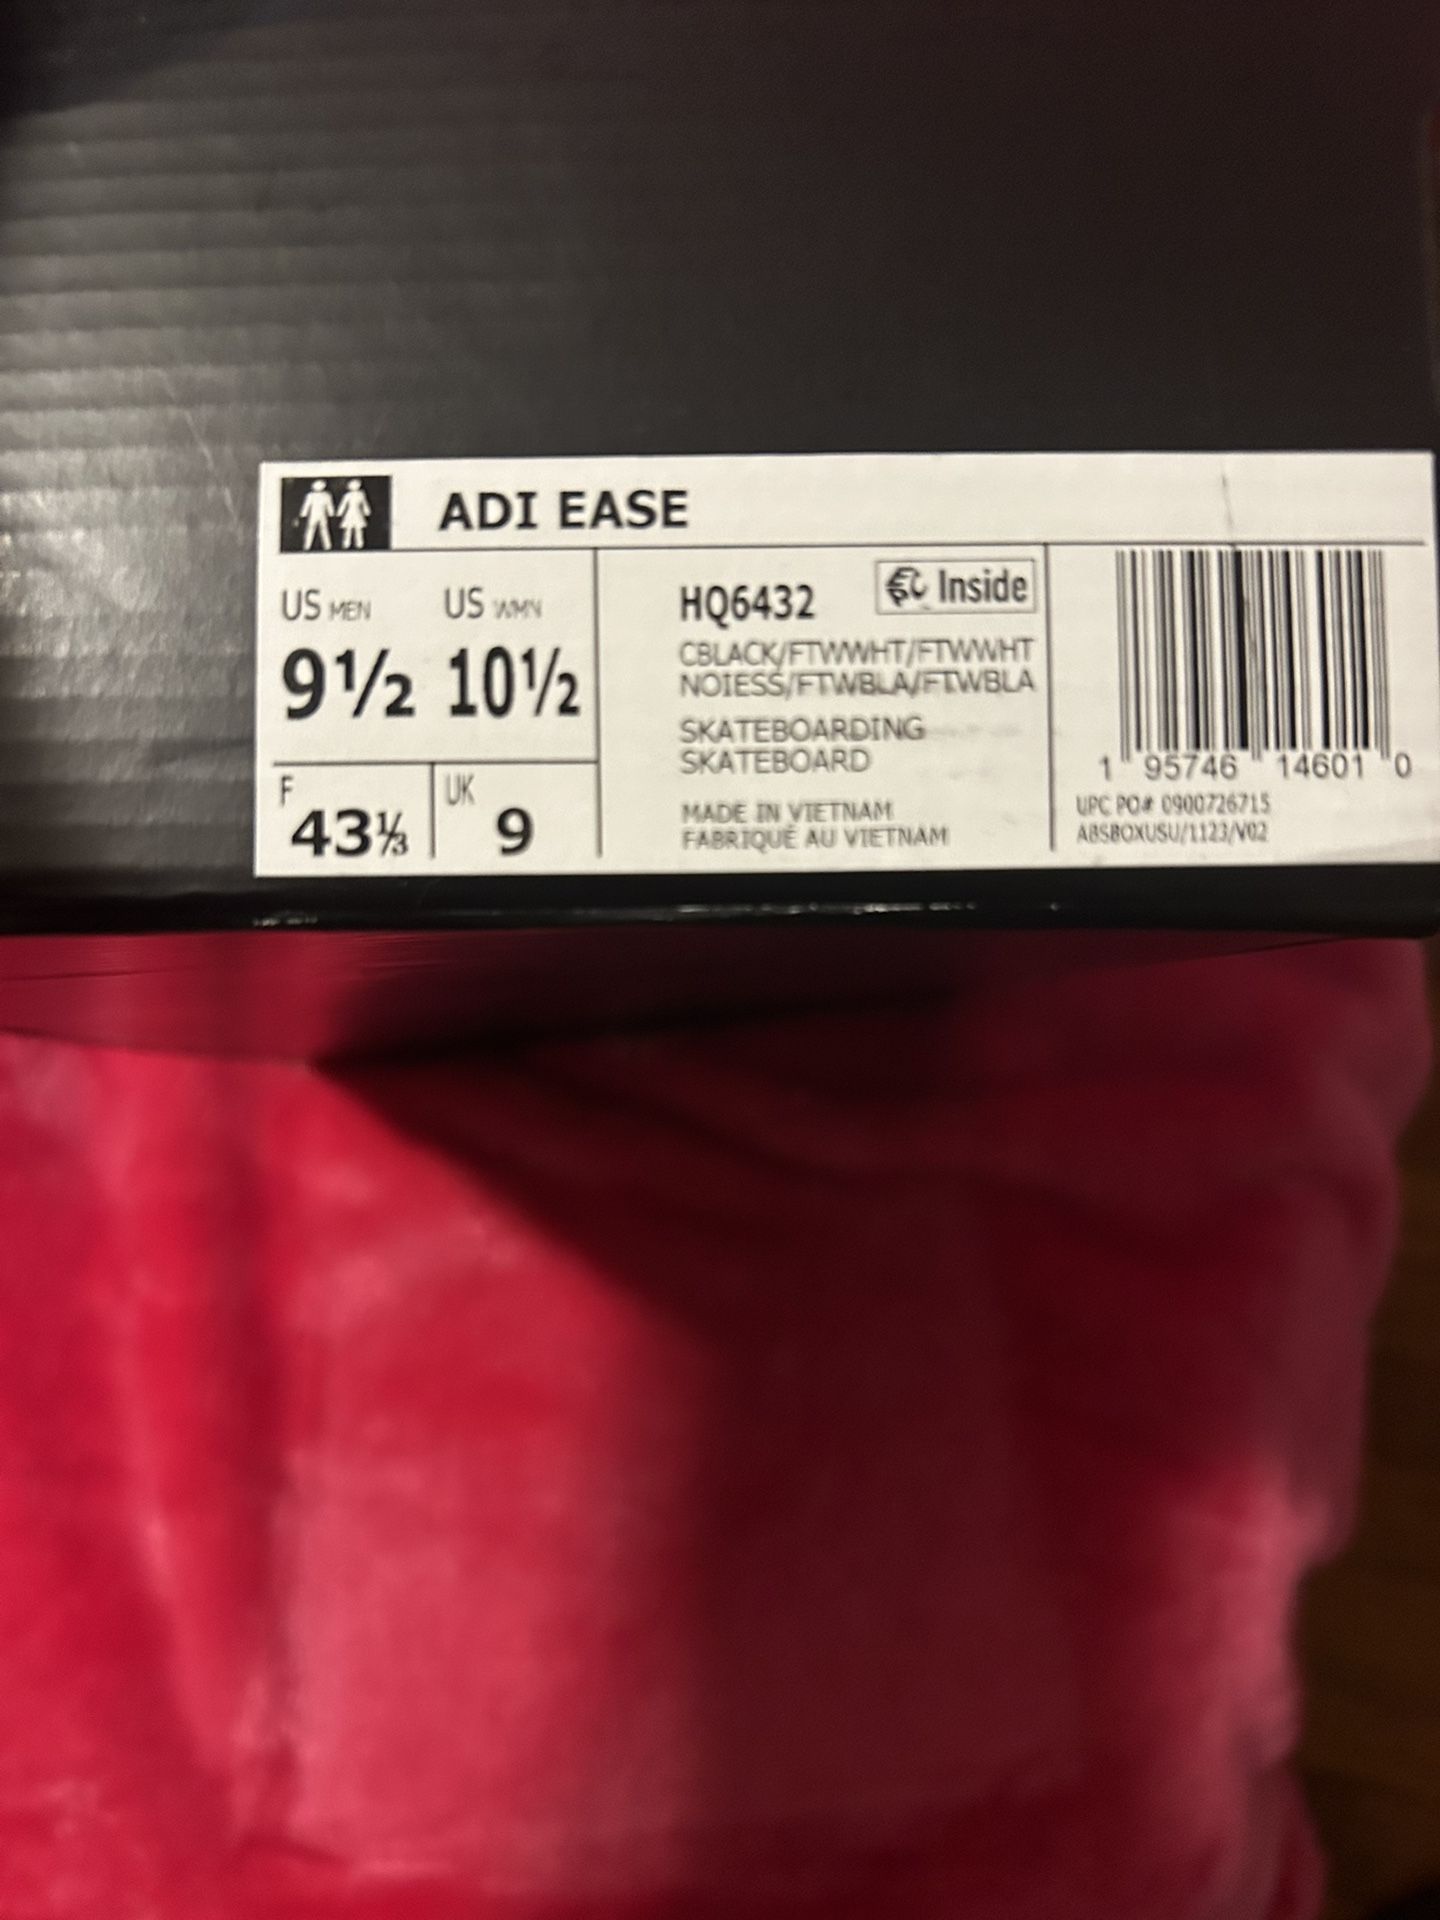 ADI EASE
US MEN US WMN
9½ 10½
F UK
43⅓ 9
HQ6432
Inside
CBLACK/FTWWHT/FTWWHT
NOIESS/FTWBLA/FTWBLA
SKATEBOARDING
SKATEBOARD
MADE IN VIETNAM
FABRIQUÉ AU VIETNAM
1 95746 14601 0
UPC PO# 0900726715
ABSBOXUSU/1123/V02